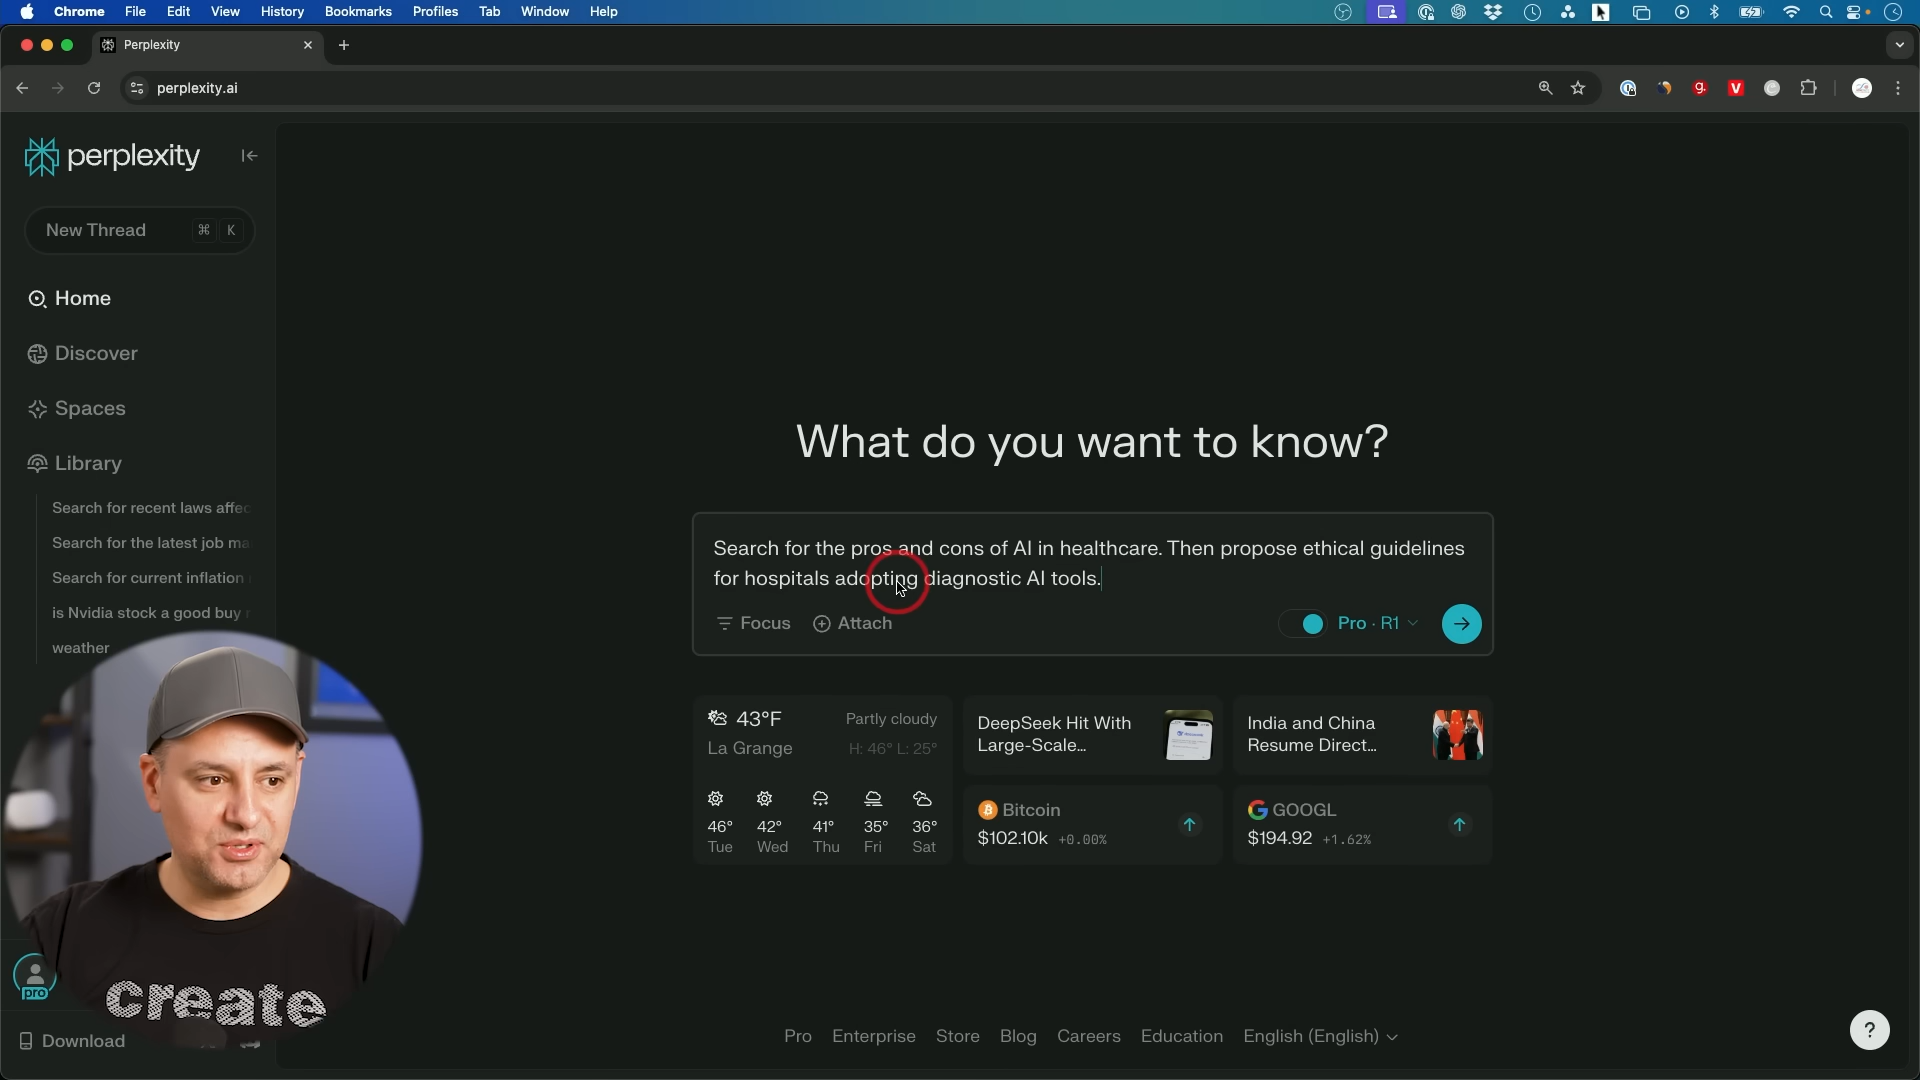 Chrome File Edit View History Bookmarks Profiles Tab Window Help
Perplexity
perplexity.ai
perplexity
New Thread ⌘ K
Home
Discover
Spaces
Library
Search for recent laws affec
Search for the latest job ma
Search for current inflation
is Nvidia stock a good buy
weather
pro
create
Download
What do you want to know?
Search for the pros and cons of AI in healthcare. Then propose ethical guidelines
for hospitals adopting diagnostic AI tools.
Focus Attach Pro · R1
43°F Partly cloudy
La Grange H: 46° L: 25°
46° 42° 41° 35° 36°
Tue Wed Thu Fri Sat
DeepSeek Hit With
Large-Scale...
India and China
Resume Direct...
Bitcoin
$102.10k +0.00%
GOOGL
$194.92 +1.62%
Pro Enterprise Store Blog Careers Education English (English)
?